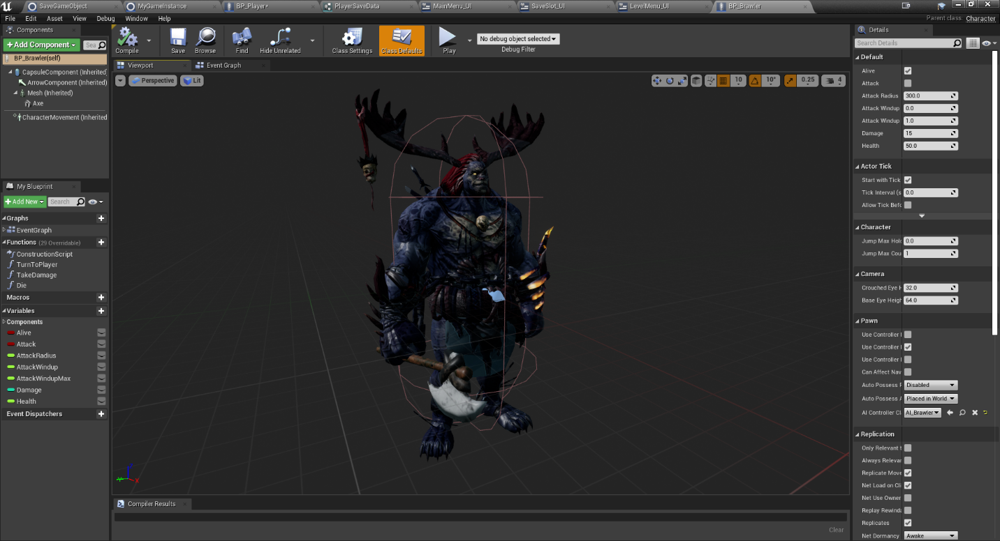 SaveGameObject
MyGameInstance
BP_Player*
PlayerSaveData
MainMenu_UI
SaveSlot_UI
LevelMenu_UI
BP_Brawler
File Edit Asset View Debug Window Help
Parent class: Character
Components
+Add Component
Sea
BP_Brawler(self)
CapsuleComponent (Inherited)
ArrowComponent (Inherited)
Mesh (Inherited)
Axe
CharacterMovement (Inherited
My Blueprint
+Add New
Search
Graphs
EventGraph
Functions (29 Overridable)
ConstructionScript
TurnToPlayer
TakeDamage
Die
Macros
Variables
Components
Alive
Attack
AttackRadius
AttackWindup
AttackWindupMax
Damage
Health
Event Dispatchers
Compile
Save
Browse
Find
Hide Unrelated
Class Settings
Class Defaults
Play
No debug object selected
Debug Filter
Viewport
Event Graph
Perspective
Lit
10
10°
0.25
4
Compiler Results
Clear
Details
Search Details
Default
Alive
Attack
Attack Radius 300.0
Attack Windup 0.0
Attack Windup 1.0
Damage 15
Health 50.0
Actor Tick
Start with Tick
Tick Interval (s 0.0
Allow Tick Befo
Character
Jump Max Hol 0.0
Jump Max Cou 1
Camera
Crouched Eye H 32.0
Base Eye Heigh 64.0
Pawn
Use Controller
Use Controller
Use Controller
Can Affect Nav
Auto Possess P Disabled
Auto Possess A Placed in World
AI Controller Cl AI_Brawler
Replication
Only Relevant t
Always Relevan
Replicate Move
Net Load on Cli
Net Use Owner
Replay Rewinda
Replicates
Net Dormancy Awake